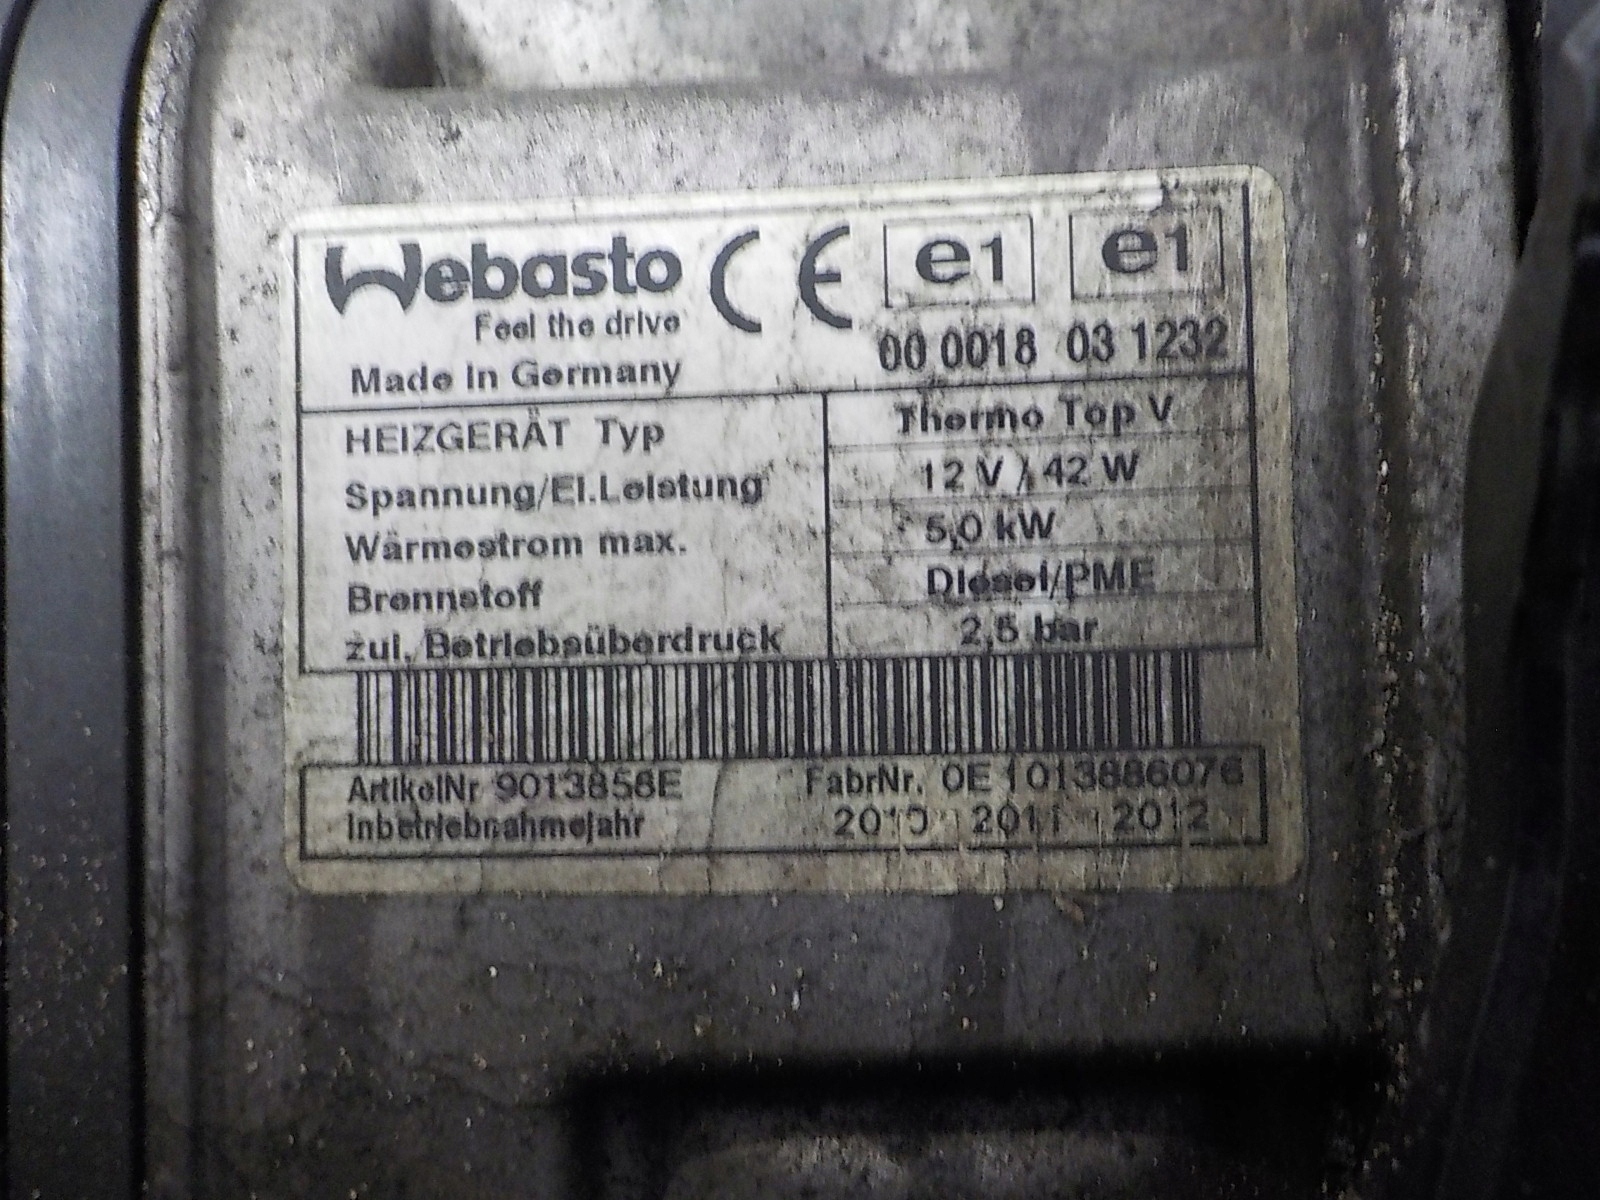 Webasto CE e1 e1
Feel the drive
00 0018 03 1232
Made in Germany
HEIZGERÄT Typ Thermo Top V
Spannung/El.Leistung 12 V / 42 W
Wärmestrom max. 5,0 kW
Brennstoff Diesel/PME
zul. Betriebsüberdruck 2,5 bar
ArtikelNr 9013858E FabrNr. 0E 1013886076
Inbetriebnahmejahr 2010 2011 2012